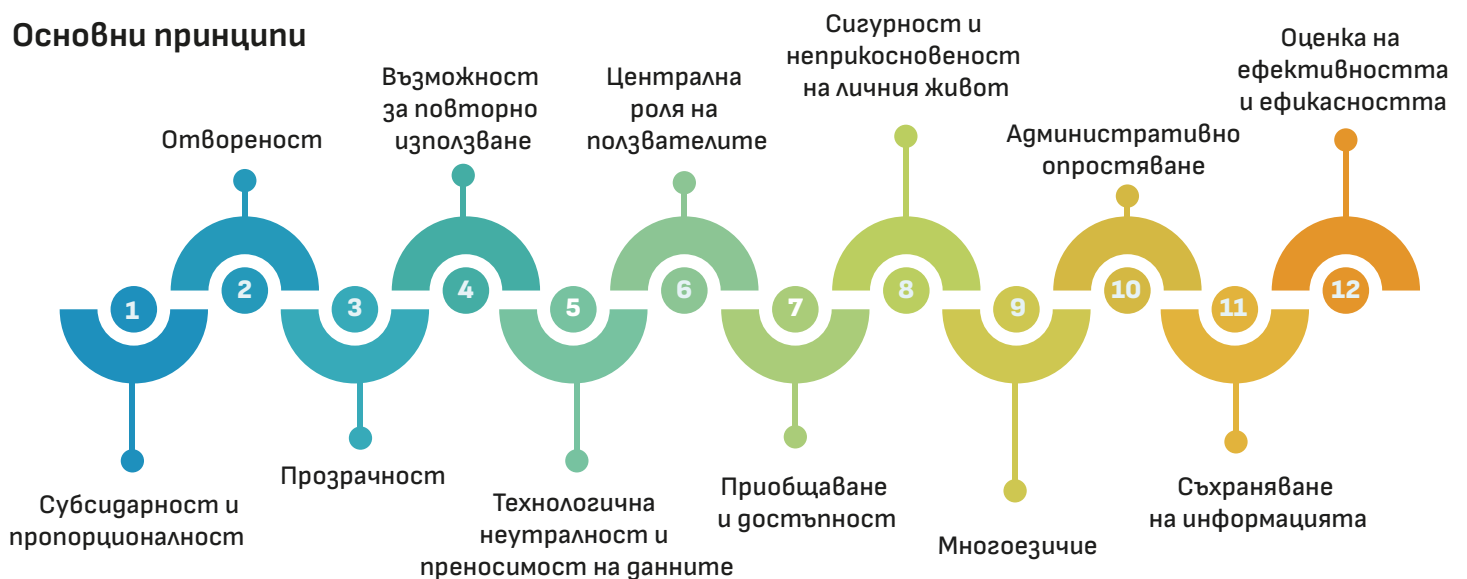 Основни принципи
1
Субсидарност и
пропорционалност
2
Отвореност
3
Прозрачност
4
Възможност
за повторно
използване
5
Технологична
неутралност и
преносимост на данните
6
Централна
роля на
ползвателите
7
Приобщаване
и достъпност
8
Сигурност и
неприкосновеност
на личния живот
9
Многоезичие
10
Административно
опростяване
11
Съхраняване
на информацията
12
Оценка на
ефективността
и ефикасността